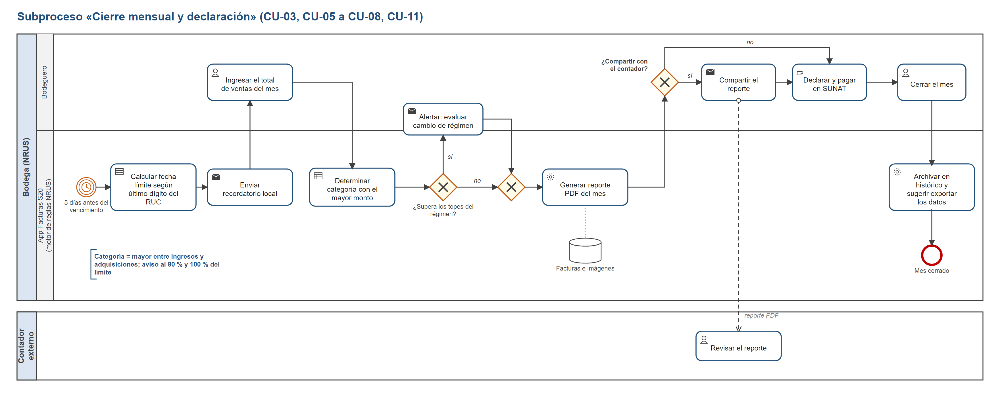 Subproceso «Cierre mensual y declaración» (CU-03, CU-05 a CU-08, CU-11)
Bodega (NRUS)
Bodeguero
Ingresar el total
de ventas del mes
Alertar: evaluar
cambio de régimen
¿Compartir con
el contador?
no
sí
Compartir el
reporte
Declarar y pagar
en SUNAT
Cerrar el mes
App Facturas S20
(motor de reglas NRUS)
5 días antes del
vencimiento
Calcular fecha
límite según
último dígito del
RUC
Enviar
recordatorio local
Determinar
categoría con el
mayor monto
sí
no
¿Supera los topes del
régimen?
Generar reporte
PDF del mes
Facturas e imágenes
Archivar en
histórico y
sugerir exportar
los datos
Mes cerrado
Categoría = mayor entre ingresos y
adquisiciones; aviso al 80 % y 100 % del
límite
Contador
externo
reporte PDF
Revisar el reporte